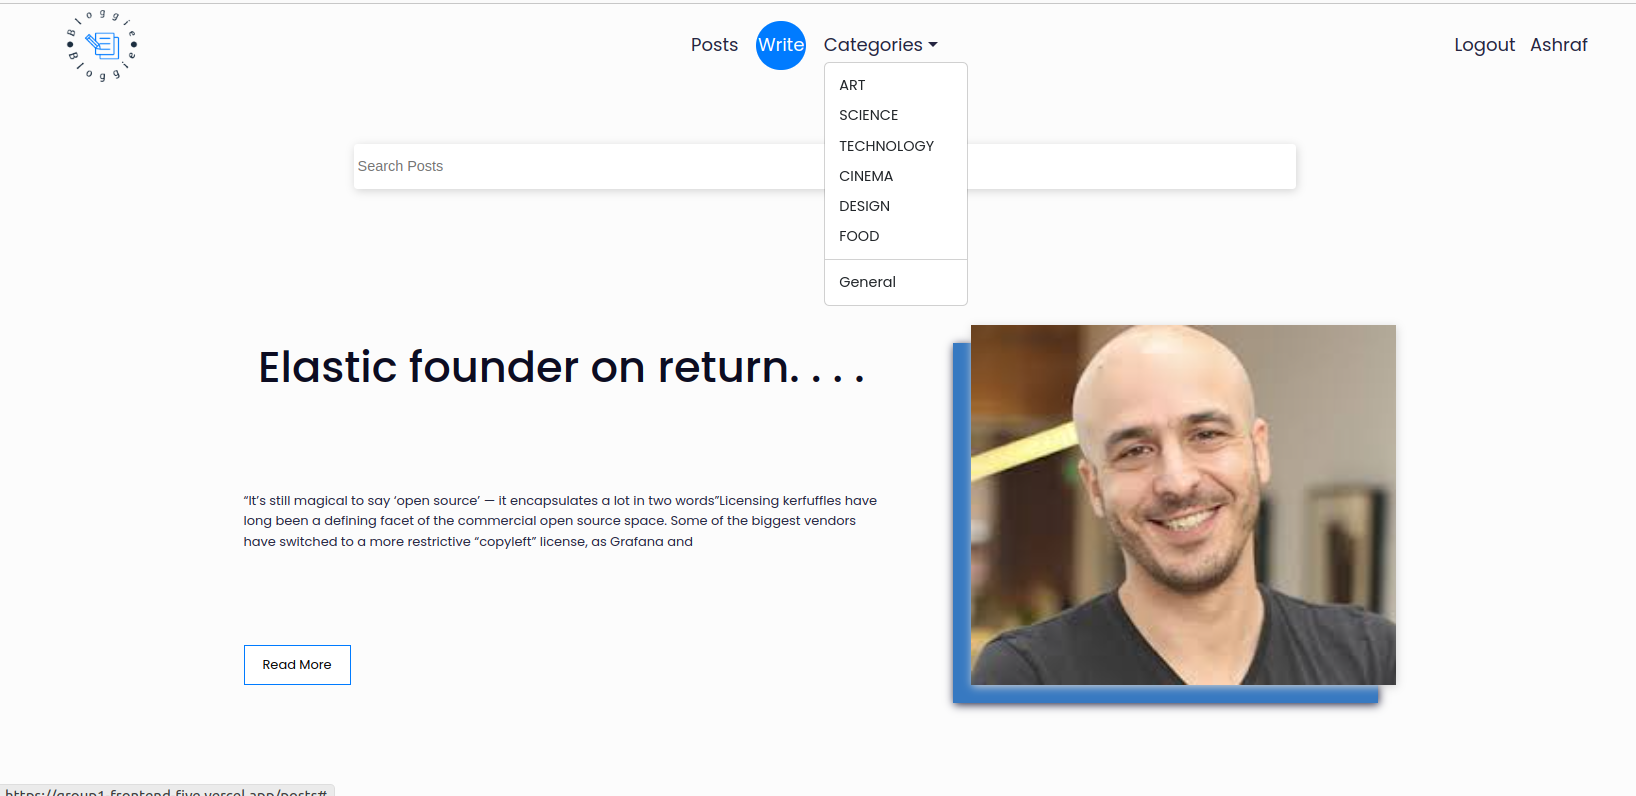 Bloggie
Bloggie
Posts
Write
Categories
Logout
Ashraf
ART
SCIENCE
TECHNOLOGY
CINEMA
DESIGN
FOOD
General
Search Posts
Elastic founder on return. . . .
“It’s still magical to say ‘open source’ — it encapsulates a lot in two words”Licensing kerfuffles have
long been a defining facet of the commercial open source space. Some of the biggest vendors
have switched to a more restrictive “copyleft” license, as Grafana and
Read More
https://group1-frontend-five.vercel.app/posts#